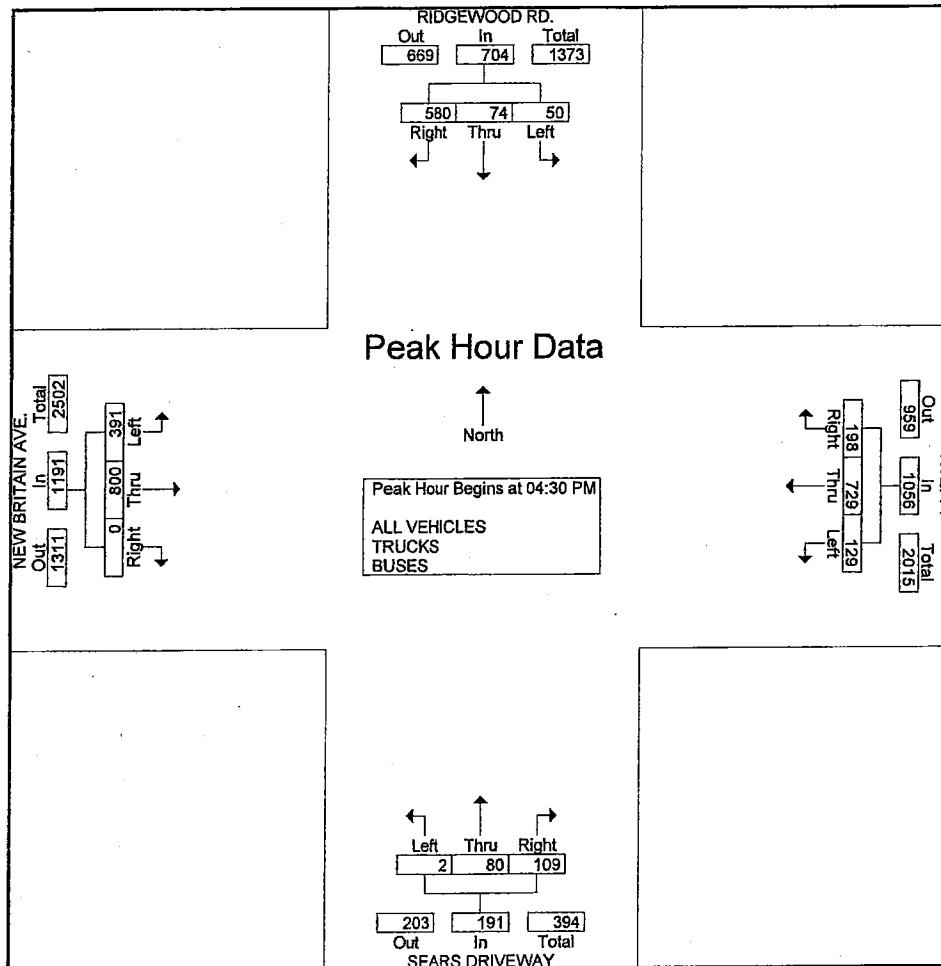 RIDGEWOOD RD.
Out In Total
669 704 1373
580 74 50
Right Thru Left
Peak Hour Data
North
Peak Hour Begins at 04:30 PM
ALL VEHICLES
TRUCKS
BUSES
NEW BRITAIN AVE.
Out In Total
1311 1191 2502
0 800 391
Right Thru Left
Out In Total
959 1056 2015
198 729 129
Right Thru Left
Left Thru Right
2 80 109
203 191 394
Out In Total
SEARS DRIVEWAY